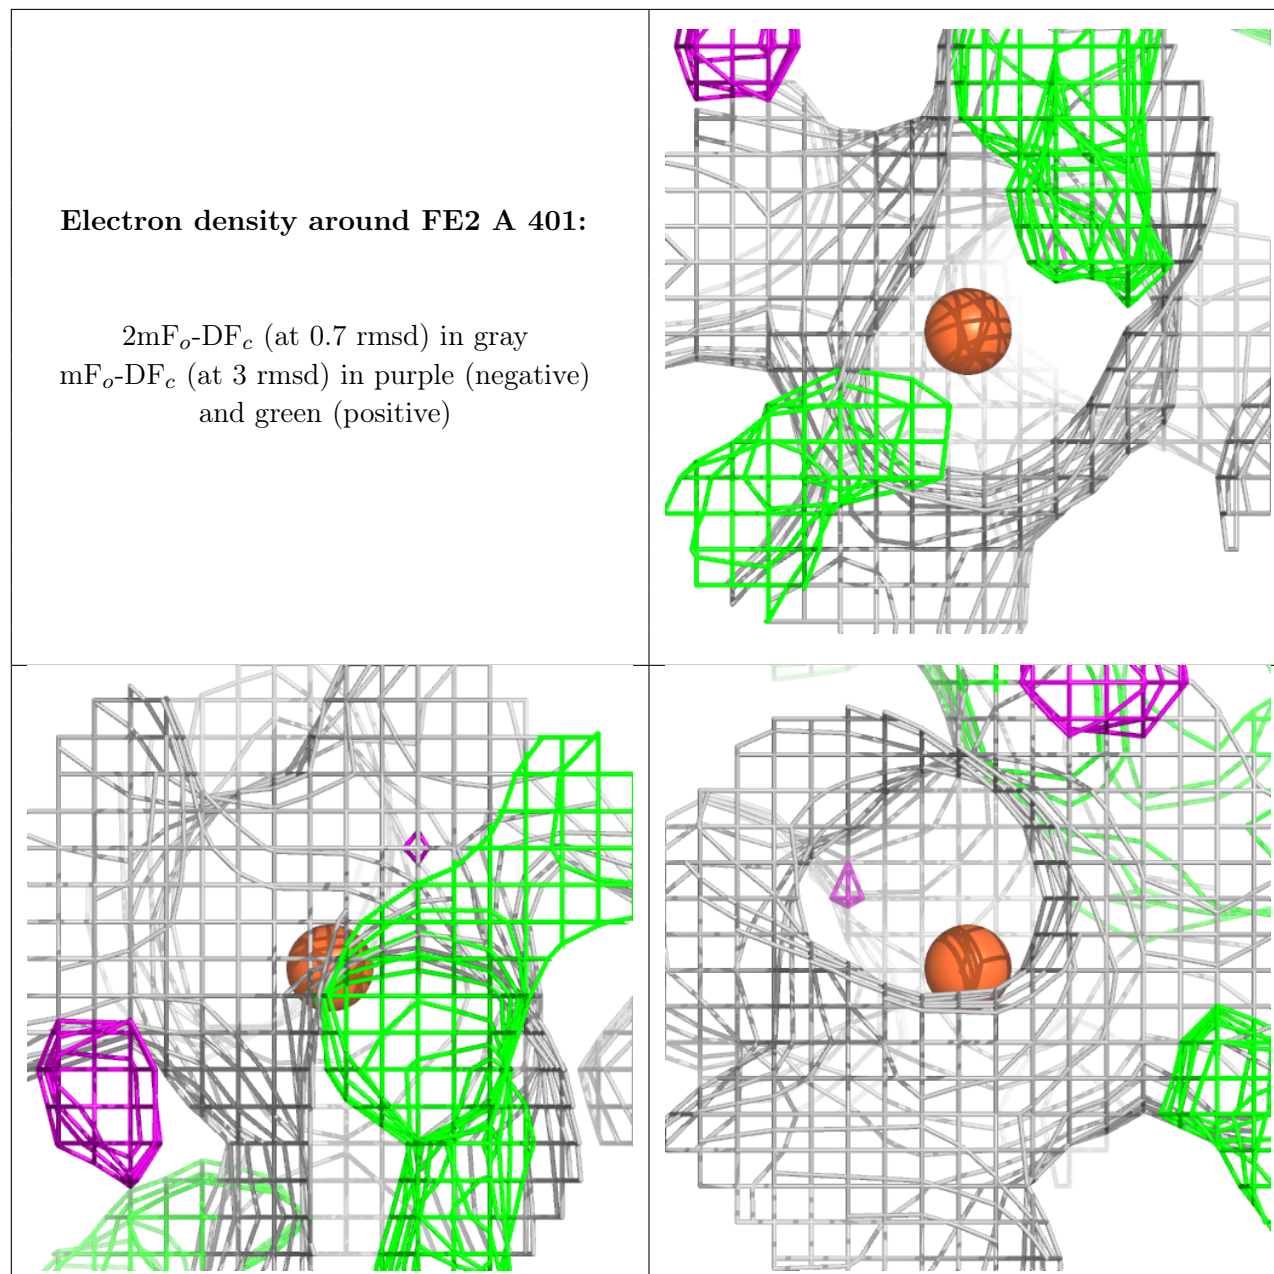 Electron density around FE2 A 401:
2mFo-DFc (at 0.7 rmsd) in gray
mFo-DFc (at 3 rmsd) in purple (negative)
and green (positive)